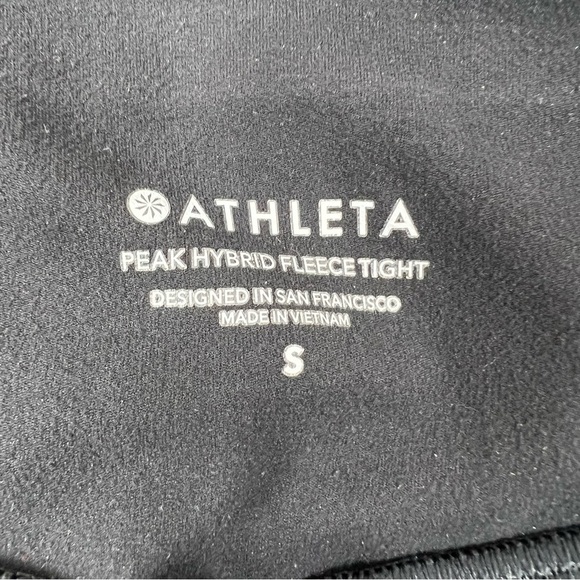 ATHLETA
PEAK HYBRID FLEECE TIGHT
DESIGNED IN SAN FRANCISCO
MADE IN VIETNAM
S